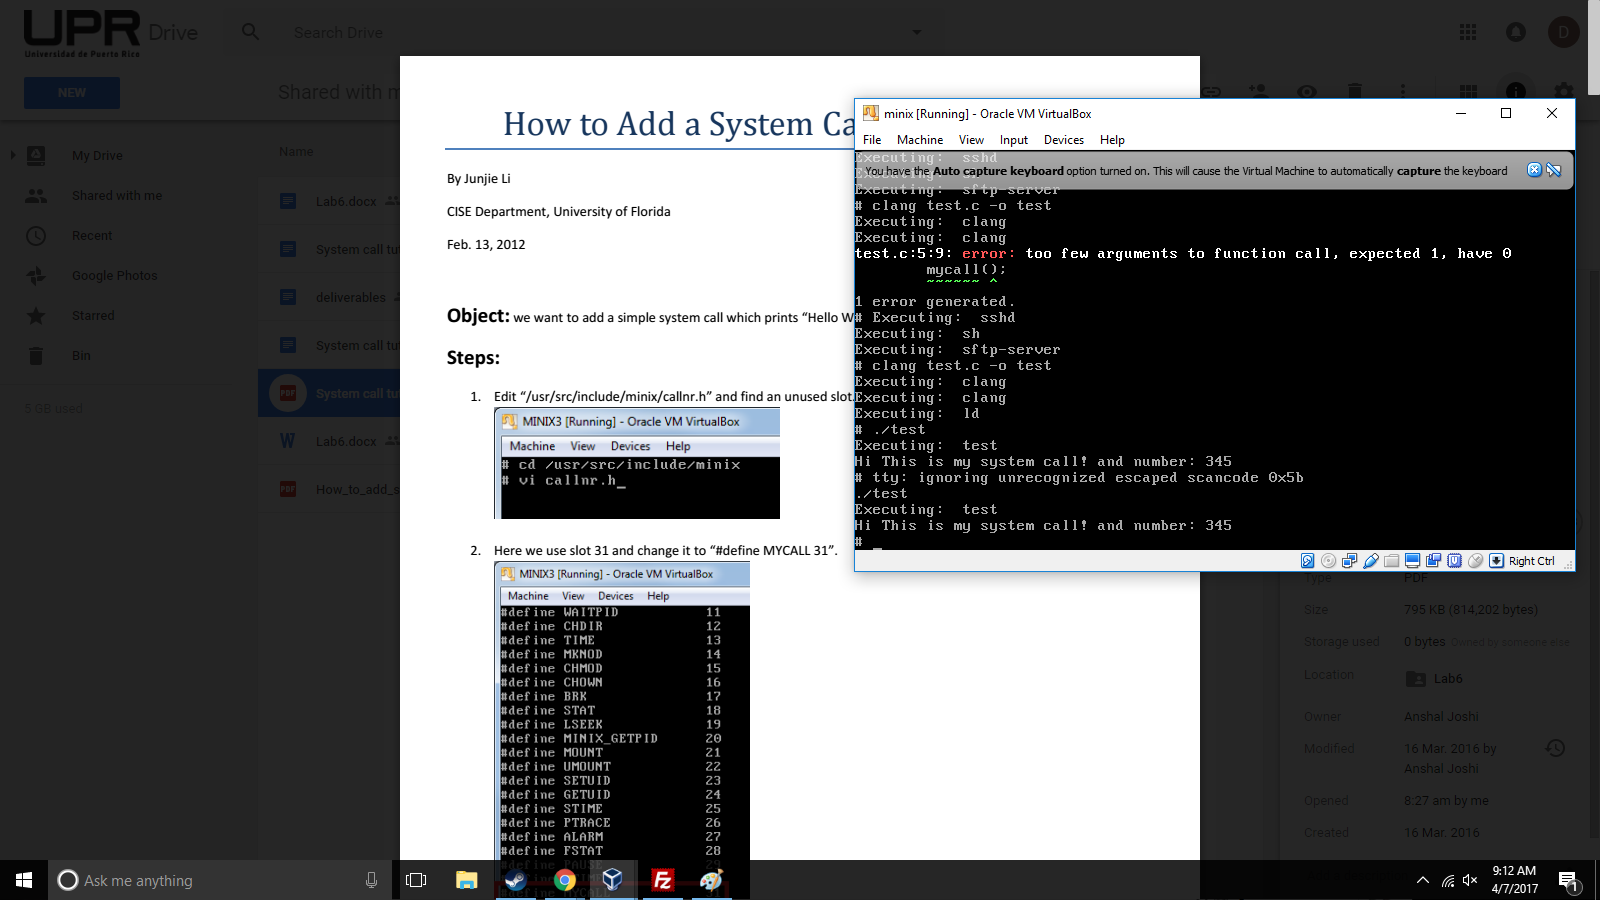 UPR Drive
Universidad de Puerto Rico
Search Drive
D
NEW
Shared with m
My Drive
Shared with me
Recent
Google Photos
Starred
Bin
5 GB used
Name
Lab6.docx
System call tut
deliverables
System call tut
System call tut
Lab6.docx
How_to_add_s
How to Add a System Ca
By Junjie Li
CISE Department, University of Florida
Feb. 13, 2012
Object: we want to add a simple system call which prints “Hello W
Steps:
1. Edit “/usr/src/include/minix/callnr.h” and find an unused slot.
MINIX3 [Running] - Oracle VM VirtualBox
Machine View Devices Help
# cd /usr/src/include/minix
# vi callnr.h_
2. Here we use slot 31 and change it to “#define MYCALL 31”.
MINIX3 [Running] - Oracle VM VirtualBox
Machine View Devices Help
#define WAITPID 11
#define CHDIR 12
#define TIME 13
#define MKNOD 14
#define CHMOD 15
#define CHOWN 16
#define BRK 17
#define STAT 18
#define LSEEK 19
#define MINIX_GETPID 20
#define MOUNT 21
#define UMOUNT 22
#define SETUID 23
#define GETUID 24
#define STIME 25
#define PTRACE 26
#define ALARM 27
#define FSTAT 28
#define PAUSE 29
minix [Running] - Oracle VM VirtualBox
File Machine View Input Devices Help
Executing: sshd
You have the Auto capture keyboard option turned on. This will cause the Virtual Machine to automatically capture the keyboard
Executing: sftp-server
# clang test.c -o test
Executing: clang
Executing: clang
test.c:5:9: error: too few arguments to function call, expected 1, have 0
mycall();
~~~~~~ ^
1 error generated.
# Executing: sshd
Executing: sh
Executing: sftp-server
# clang test.c -o test
Executing: clang
Executing: clang
Executing: ld
# ./test
Executing: test
Hi This is my system call! and number: 345
# tty: ignoring unrecognized escaped scancode 0x5b
./test
Executing: test
Hi This is my system call! and number: 345
# _
Right Ctrl
Type PDF
Size 795 KB (814,202 bytes)
Storage used 0 bytes Owned by someone else
Location Lab6
Owner Anshal Joshi
Modified 16 Mar. 2016 by
Anshal Joshi
Opened 8:27 am by me
Created 16 Mar. 2016
Ask me anything
9:12 AM
4/7/2017
1